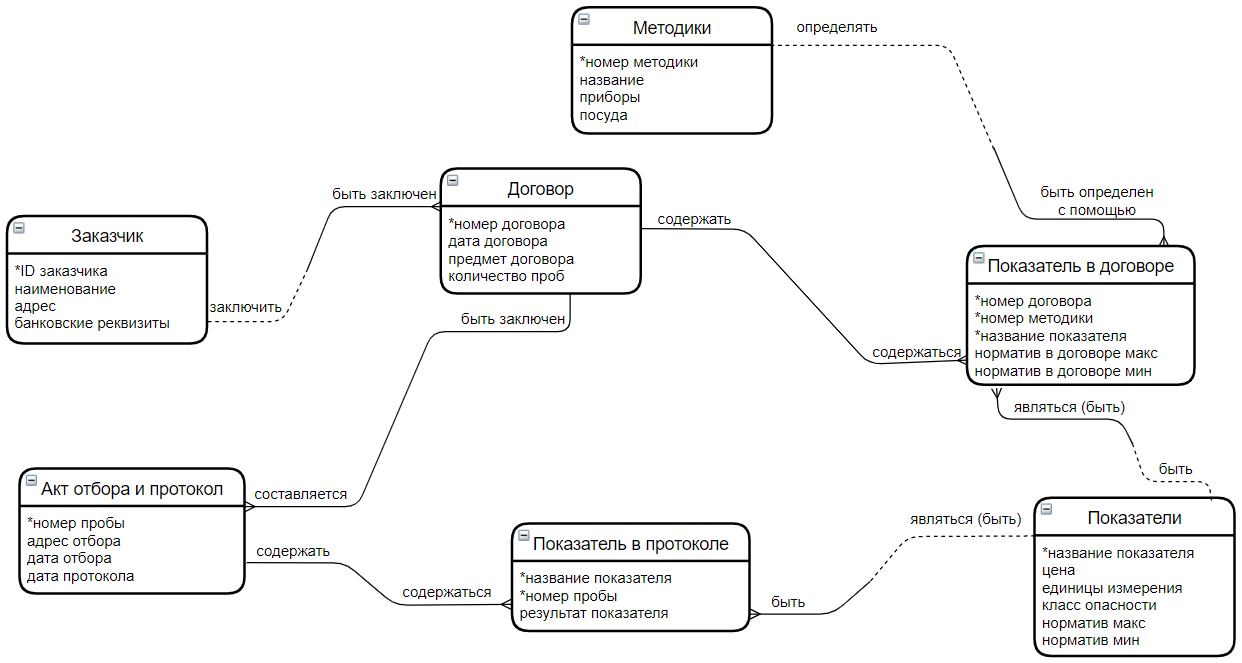 Методики
*номер методики
название
приборы
посуда
определять
быть определен
с помощью
Договор
*номер договора
дата договора
предмет договора
количество проб
быть заключен
содержать
Заказчик
*ID заказчика
наименование
адрес
банковские реквизиты
заключить
быть заключен
Показатель в договоре
*номер договора
*номер методики
*название показателя
норматив в договоре макс
норматив в договоре мин
содержаться
являться (быть)
быть
Акт отбора и протокол
*номер пробы
адрес отбора
дата отбора
дата протокола
составляется
содержать
содержаться
Показатель в протоколе
*название показателя
*номер пробы
результат показателя
являться (быть)
быть
Показатели
*название показателя
цена
единицы измерения
класс опасности
норматив макс
норматив мин